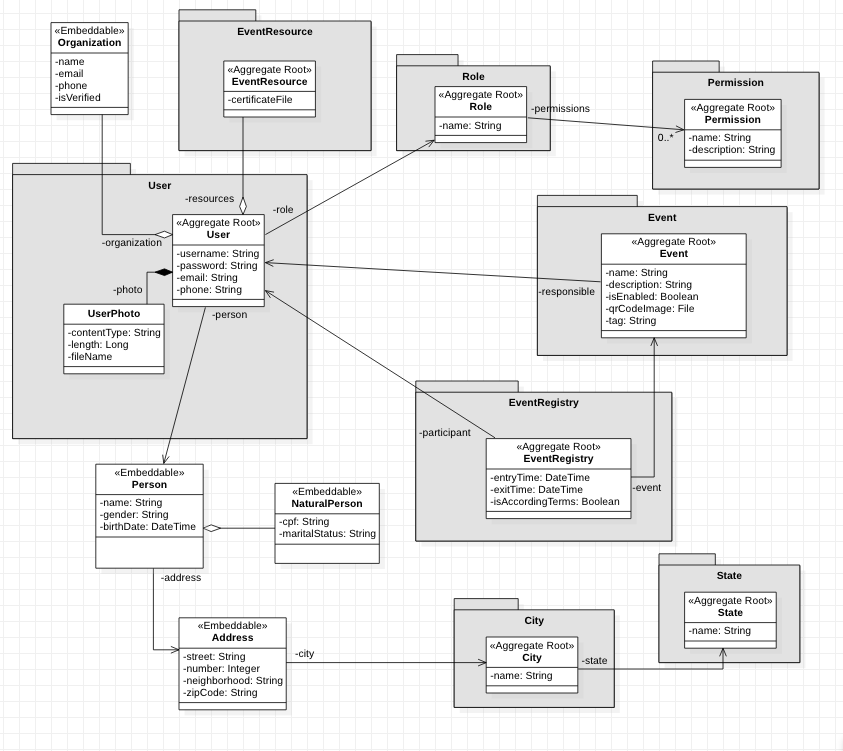 «Embeddable»
Organization
-name
-email
-phone
-isVerified
EventResource
«Aggregate Root»
EventResource
-certificateFile
Role
«Aggregate Root»
Role
-name: String
-permissions
0..*
Permission
«Aggregate Root»
Permission
-name: String
-description: String
User
-resources
-role
-organization
«Aggregate Root»
User
-username: String
-password: String
-email: String
-phone: String
-photo
-person
UserPhoto
-contentType: String
-length: Long
-fileName
Event
«Aggregate Root»
Event
-name: String
-description: String
-isEnabled: Boolean
-qrCodeImage: File
-tag: String
-responsible
EventRegistry
-participant
«Aggregate Root»
EventRegistry
-entryTime: DateTime
-exitTime: DateTime
-isAccordingTerms: Boolean
-event
«Embeddable»
Person
-name: String
-gender: String
-birthDate: DateTime
«Embeddable»
NaturalPerson
-cpf: String
-maritalStatus: String
-address
«Embeddable»
Address
-street: String
-number: Integer
-neighborhood: String
-zipCode: String
-city
City
«Aggregate Root»
City
-name: String
-state
State
«Aggregate Root»
State
-name: String